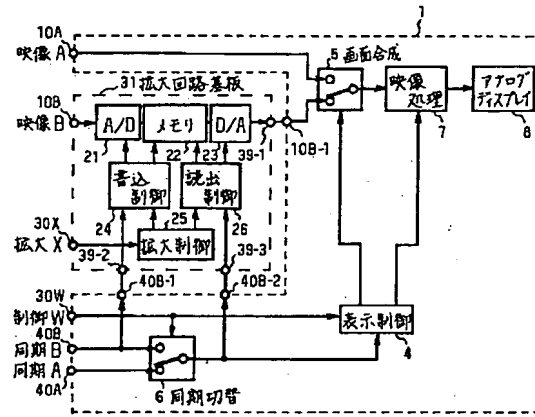 1
10A
映像A
5 画面合成
31拡大回路基板
10B
映像B
A/D
メモリ
D/A
39-1
10B-1
映像処理
アナログディスプレイ
21
22
23
7
8
書込制御
読出制御
24
25
26
30X
拡大X
拡大制御
39-2
39-3
40B-1
40B-2
30W
制御W
40B
同期B
同期A
40A
6 同期切替
表示制御
4